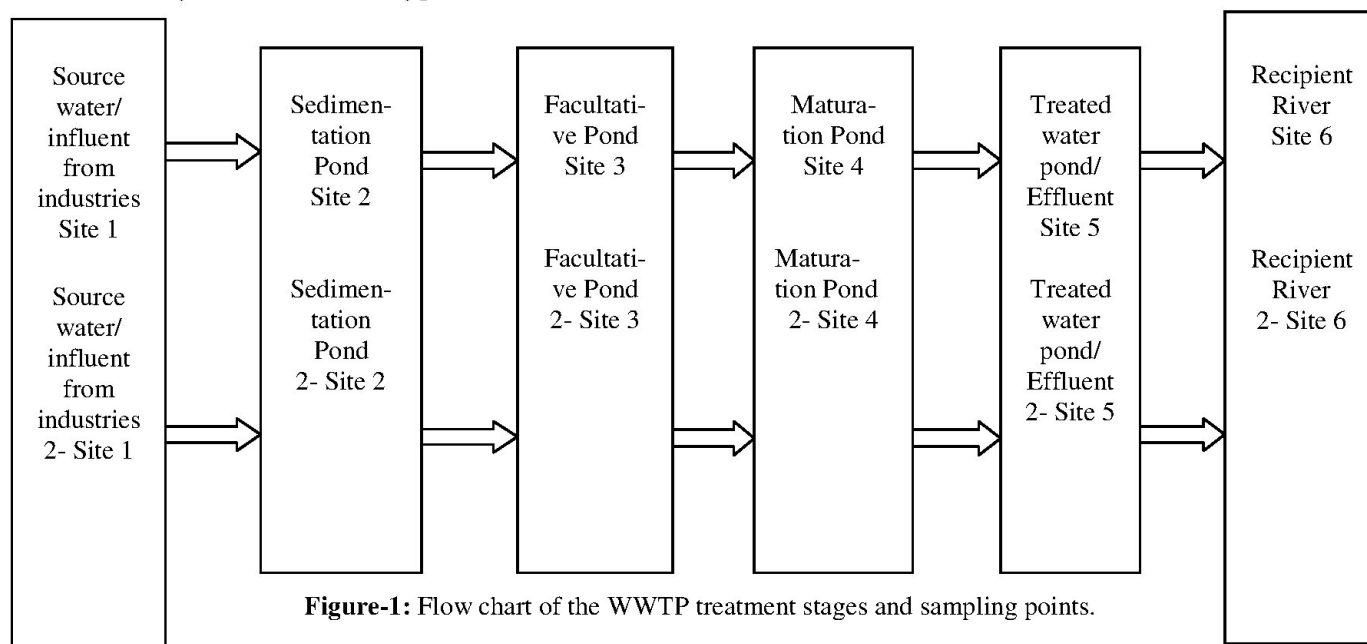 Source
water/
influent
from
industries
Site 1
Source
water/
influent
from
industries
2- Site 1
Sedimen-
tation
Pond
Site 2
Sedimen-
tation
Pond
2- Site 2
Facultati-
ve Pond
Site 3
Facultati-
ve Pond
2- Site 3
Matura-
tion Pond
Site 4
Matura-
tion Pond
2- Site 4
Treated
water
pond/
Effluent
Site 5
Treated
water
pond/
Effluent
2- Site 5
Recipient
River
Site 6
Recipient
River
2- Site 6
Figure-1: Flow chart of the WWTP treatment stages and sampling points.